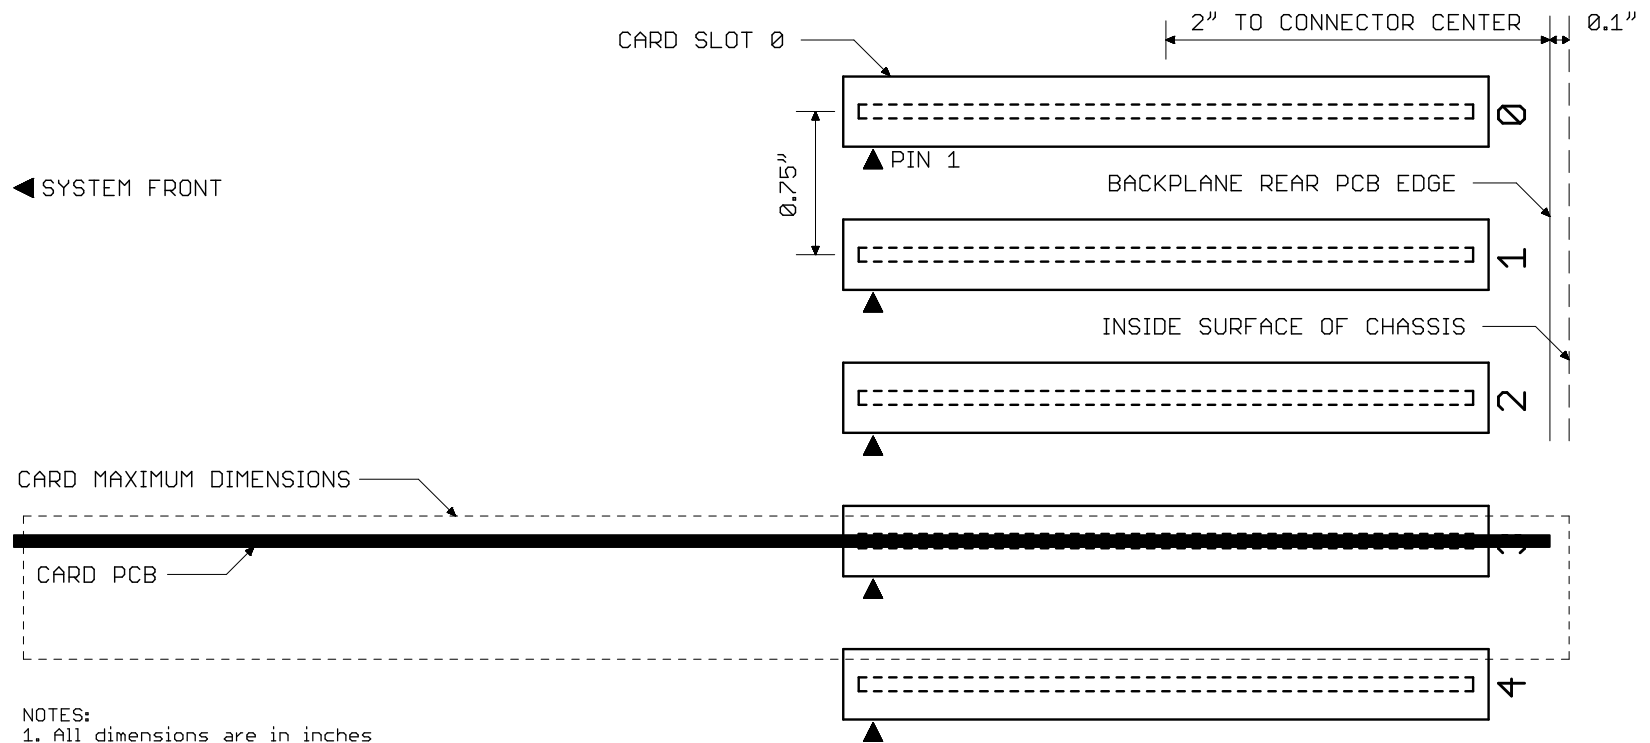 2” TO CONNECTOR CENTER
0.1”
CARD SLOT 0
0
PIN 1
0.75”
BACKPLANE REAR PCB EDGE
SYSTEM FRONT
1
INSIDE SURFACE OF CHASSIS
2
CARD MAXIMUM DIMENSIONS
CARD PCB
4
NOTES:
1. All dimensions are in inches